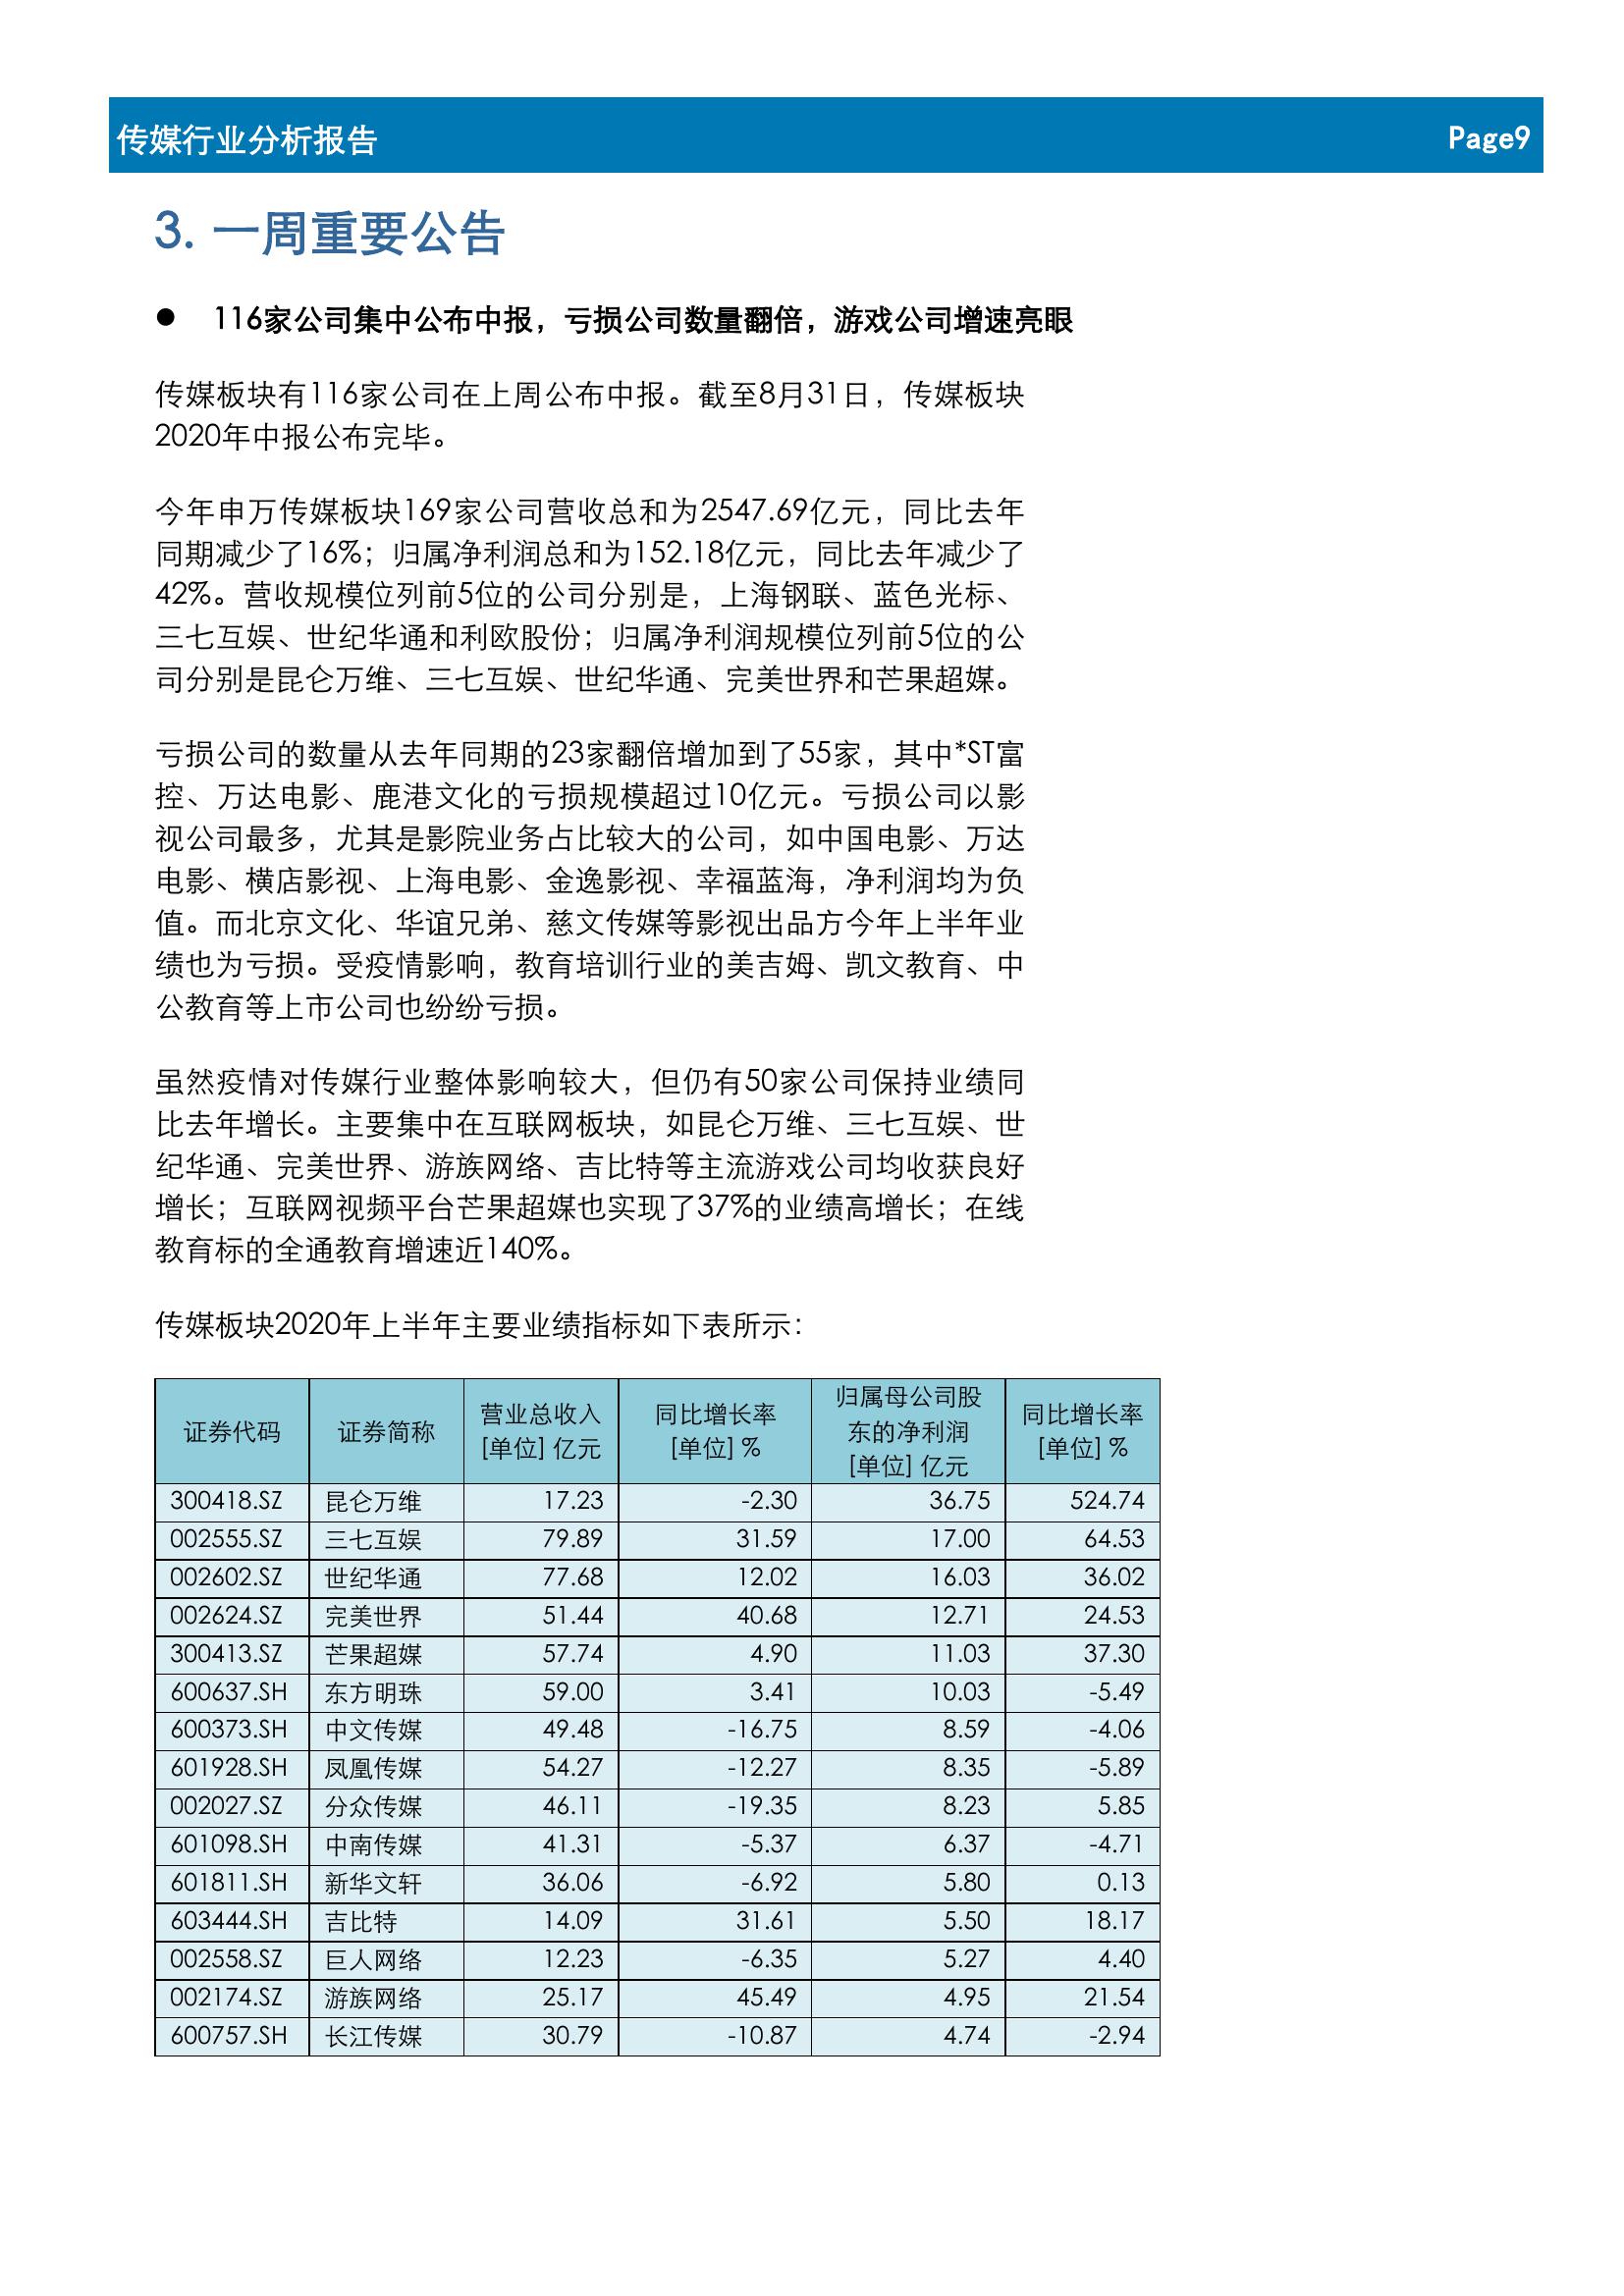 传媒行业分析报告 Page9
3. 一周重要公告
● 116家公司集中公布中报，亏损公司数量翻倍，游戏公司增速亮眼
传媒板块有116家公司在上周公布中报。截至8月31日，传媒板块
2020年中报公布完毕。
今年申万传媒板块169家公司营收总和为2547.69亿元，同比去年
同期减少了16%；归属净利润总和为152.18亿元，同比去年减少了
42%。营收规模位列前5位的公司分别是，上海钢联、蓝色光标、
三七互娱、世纪华通和利欧股份；归属净利润规模位列前5位的公
司分别是昆仑万维、三七互娱、世纪华通、完美世界和芒果超媒。
亏损公司的数量从去年同期的23家翻倍增加到了55家，其中*ST富
控、万达电影、鹿港文化的亏损规模超过10亿元。亏损公司以影
视公司最多，尤其是影院业务占比较大的公司，如中国电影、万达
电影、横店影视、上海电影、金逸影视、幸福蓝海，净利润均为负
值。而北京文化、华谊兄弟、慈文传媒等影视出品方今年上半年业
绩也为亏损。受疫情影响，教育培训行业的美吉姆、凯文教育、中
公教育等上市公司也纷纷亏损。
虽然疫情对传媒行业整体影响较大，但仍有50家公司保持业绩同
比去年增长。主要集中在互联网板块，如昆仑万维、三七互娱、世
纪华通、完美世界、游族网络、吉比特等主流游戏公司均收获良好
增长；互联网视频平台芒果超媒也实现了37%的业绩高增长；在线
教育标的全通教育增速近140%。
传媒板块2020年上半年主要业绩指标如下表所示：
证券代码 证券简称 营业总收入 [单位] 亿元 同比增长率 [单位] % 归属母公司股东的净利润 [单位] 亿元 同比增长率 [单位] %
300418.SZ 昆仑万维 17.23 -2.30 36.75 524.74
002555.SZ 三七互娱 79.89 31.59 17.00 64.53
002602.SZ 世纪华通 77.68 12.02 16.03 36.02
002624.SZ 完美世界 51.44 40.68 12.71 24.53
300413.SZ 芒果超媒 57.74 4.90 11.03 37.30
600637.SH 东方明珠 59.00 3.41 10.03 -5.49
600373.SH 中文传媒 49.48 -16.75 8.59 -4.06
601928.SH 凤凰传媒 54.27 -12.27 8.35 -5.89
002027.SZ 分众传媒 46.11 -19.35 8.23 5.85
601098.SH 中南传媒 41.31 -5.37 6.37 -4.71
601811.SH 新华文轩 36.06 -6.92 5.80 0.13
603444.SH 吉比特 14.09 31.61 5.50 18.17
002558.SZ 巨人网络 12.23 -6.35 5.27 4.40
002174.SZ 游族网络 25.17 45.49 4.95 21.54
600757.SH 长江传媒 30.79 -10.87 4.74 -2.94